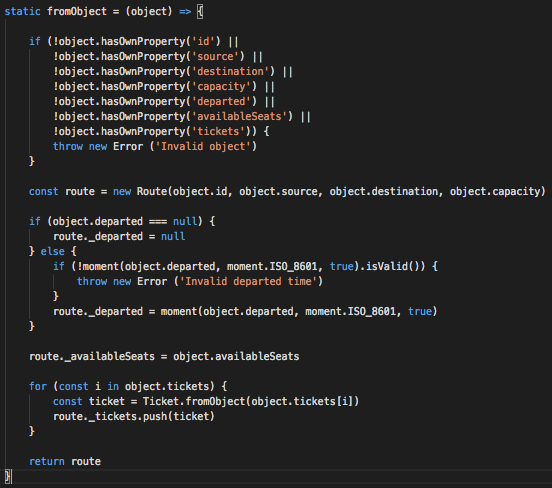 static fromObject = (object) => {
if (!object.hasOwnProperty('id') ||
!object.hasOwnProperty('source') ||
!object.hasOwnProperty('destination') ||
!object.hasOwnProperty('capacity') ||
!object.hasOwnProperty('departed') ||
!object.hasOwnProperty('availableSeats') ||
!object.hasOwnProperty('tickets')) {
throw new Error ('Invalid object')
}
const route = new Route(object.id, object.source, object.destination, object.capacity)
if (object.departed === null) {
route._departed = null
} else {
if (!moment(object.departed, moment.ISO_8601, true).isValid()) {
throw new Error ('Invalid departed time')
}
route._departed = moment(object.departed, moment.ISO_8601, true)
}
route._availableSeats = object.availableSeats
for (const i in object.tickets) {
const ticket = Ticket.fromObject(object.tickets[i])
route._tickets.push(ticket)
}
return route
}